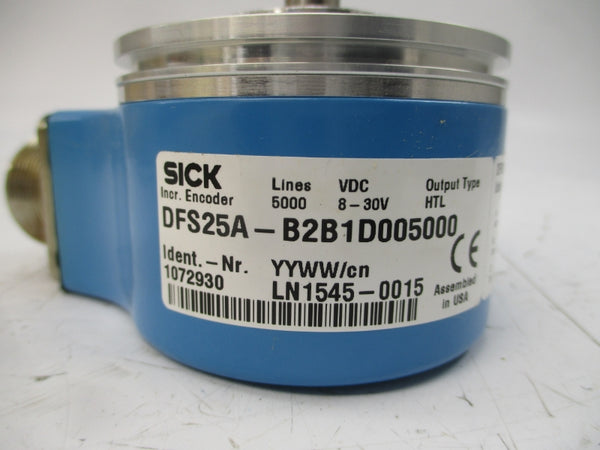 SICK
Incr. Encoder
Lines VDC Output Type
5000 8-30V HTL
DFS25A-B2B1D005000
Ident.-Nr. YYWW/cn
1072930 LN1545-0015
CE
Assembled
in USA